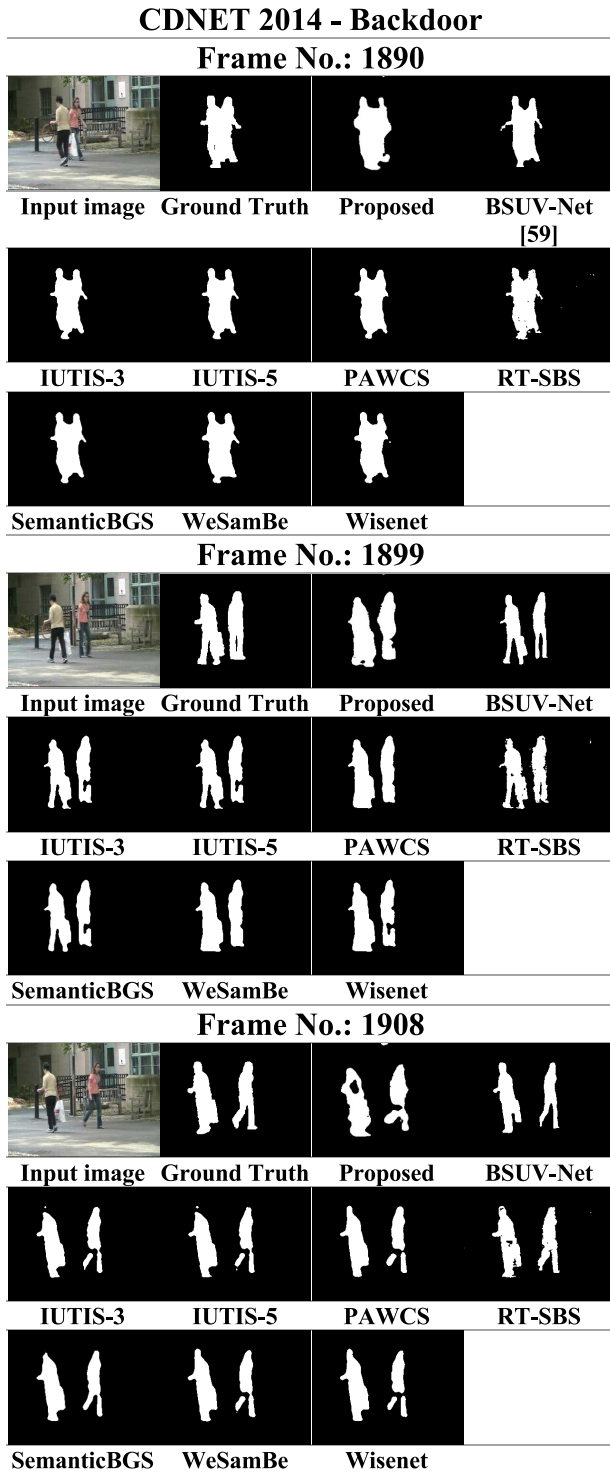 CDNET 2014 - Backdoor
Frame No.: 1890
Input image Ground Truth Proposed BSUV-Net
[59]
IUTIS-3 IUTIS-5 PAWCS RT-SBS
SemanticBGS WeSamBe Wisenet
Frame No.: 1899
Input image Ground Truth Proposed BSUV-Net
IUTIS-3 IUTIS-5 PAWCS RT-SBS
SemanticBGS WeSamBe Wisenet
Frame No.: 1908
Input image Ground Truth Proposed BSUV-Net
IUTIS-3 IUTIS-5 PAWCS RT-SBS
SemanticBGS WeSamBe Wisenet